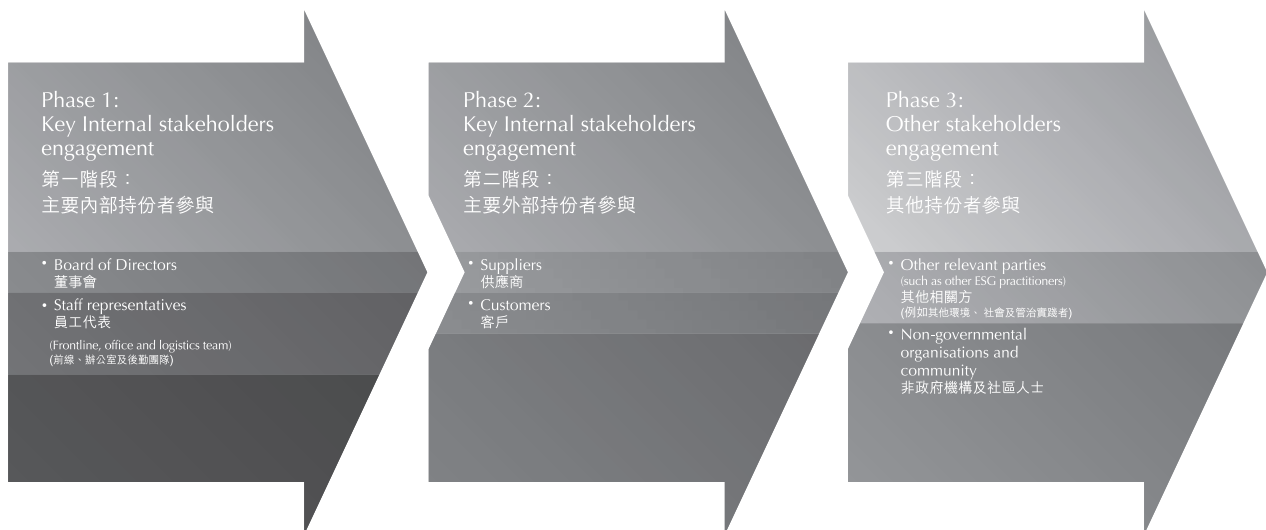 Phase 1:
Key Internal stakeholders
engagement
第一階段：
主要內部持份者參與
• Board of Directors
董事會
• Staff representatives
員工代表
(Frontline, office and logistics team)
(前線、辦公室及後勤團隊)
Phase 2:
Key Internal stakeholders
engagement
第二階段：
主要外部持份者參與
• Suppliers
供應商
• Customers
客戶
Phase 3:
Other stakeholders
engagement
第三階段：
其他持份者參與
• Other relevant parties
(such as other ESG practitioners)
其他相關方
(例如其他環境、社會及管治實踐者)
• Non-governmental
organisations and
community
非政府機構及社區人士